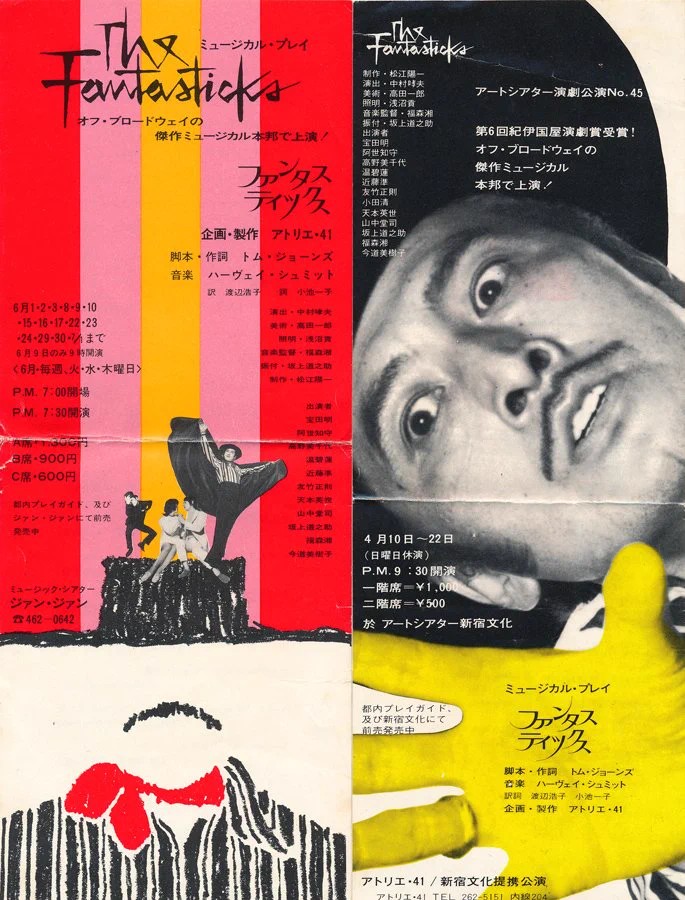 The
Fantasticks
ミュージカル・プレイ
オフ・ブロードウェイの
傑作ミュージカル本邦で上演！
ファンタス
ティックス
企画・製作　アトリエ・41
脚本・作詞　トム・ジョーンズ
音楽　ハーヴェイ・シュミット
訳　渡辺浩子　詞　小池一子
演出・中村哮夫
美術・高田一郎
照明・浅沼貢
音楽監督・福森湘
振付・坂上道之助
制作・松江陽一
6月1・2・3・8・9・10
・15・16・17・22・23
・24・29・30・7/1まで
6月9日のみ9時開演
<6月・毎週、火・水・木曜日>
P.M. 7:00開場
P.M. 7:30開演
A席・1,300円
B席・900円
C席・600円
都内プレイガイド、及び
ジァン・ジァンにて前売
発売中
出演者
宝田明
阿世知守
高野美千代
温碧蓮
近藤準
友竹正則
天本英世
山中堂司
坂上道之助
福森湘
今道美樹子
ミュージック・シアター
ジァン・ジァン
☎462-0642
The
Fantasticks
制作・松江陽一
演出・中村哮夫
美術・高田一郎
照明・浅沼貢
音楽監督・福森湘
振付・坂上道之助
出演者
宝田明
阿世知守
高野美千代
温碧蓮
近藤準
友竹正則
小田清
天本英世
山中堂司
坂上道之助
福森湘
今道美樹子
アートシアター演劇公演No.45
第6回紀伊国屋演劇賞受賞！
オフ・ブロードウェイの
傑作ミュージカル
本邦で上演！
4月10日～22日
(日曜日休演)
P.M.9：30開演
一階席＝¥1,000
二階席＝¥500
於 アートシアター新宿文化
都内プレイガイド、
及び新宿文化にて
前売発売中
ミュージカル・プレイ
ファンタス
ティックス
脚本・作詞　トム・ジョーンズ
音楽　ハーヴェイ・シュミット
訳詞　渡辺浩子　小池一子
企画・製作　アトリエ・41
アトリエ・41 / 新宿文化提携公演
アトリエ・41 TEL 262-5151 内線204